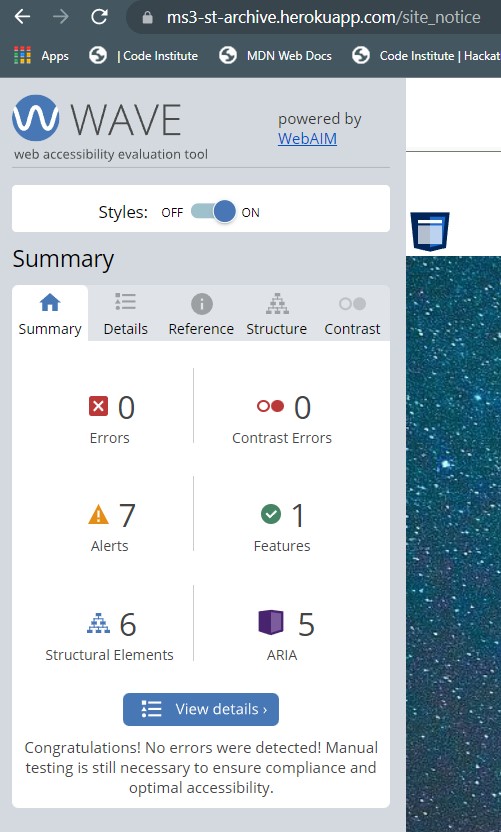 ms3-st-archive.herokuapp.com/site_notice
Apps | Code Institute MDN Web Docs Code Institute | Hackat
WAVE
web accessibility evaluation tool
powered by
WebAIM
Styles: OFF ON
Summary
Summary Details Reference Structure Contrast
0 0
Errors Contrast Errors
7 1
Alerts Features
6 5
Structural Elements ARIA
View details ›
Congratulations! No errors were detected! Manual
testing is still necessary to ensure compliance and
optimal accessibility.